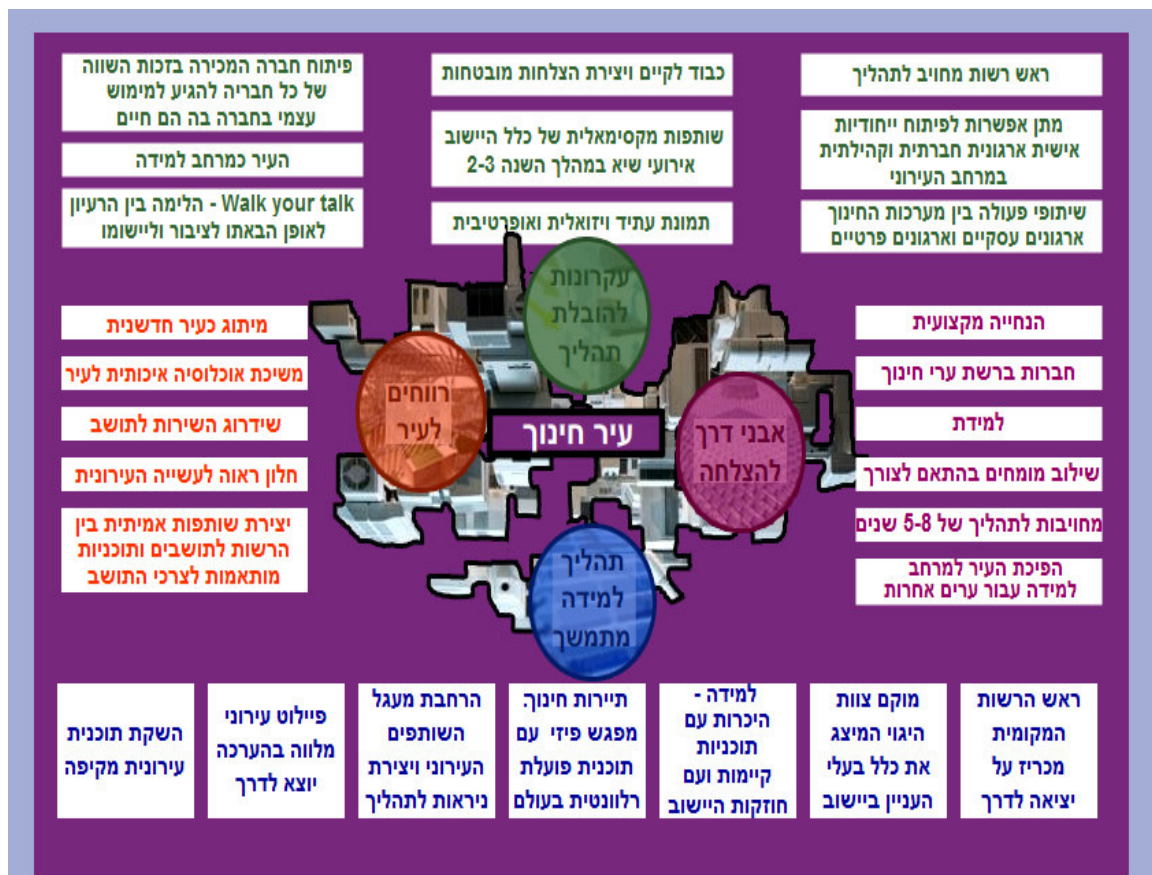 ראש רשות מחויב לתהליך
מתן אפשרות לפיתוח ייחודיות
אישית ארגונית חברתית וקהילתית
במרחב העירוני
שיתופי פעולה בין מערכות החינוך
ארגונים עסקיים וארגונים פרטיים
כבוד לקיים ויצירת הצלחות מובטחות
שותפות מקסימאלית של כלל היישוב
אירועי שיא במהלך השנה 2-3
תמונת עתיד ויזואלית ואופרטיבית
פיתוח חברה המכירה בזכות השווה
של כל חבריה להגיע למימוש
עצמי בחברה בה הם חיים
העיר כמרחב למידה
Walk your talk - הלימה בין הרעיון
לאופן הבאתו לציבור וליישומו
עקרונות
להובלת
תהליך
אבני דרך
להצלחה
הנחייה מקצועית
חברות ברשת ערי חינוך
למידת
שילוב מומחים בהתאם לצורך
מחויבות לתהליך של 5-8 שנים
הפיכת העיר למרחב
למידה עבור ערים אחרות
עיר חינוך
רווחים
לעיר
מיתוג כעיר חדשנית
משיכת אוכלוסיה איכותית לעיר
שידרוג השירות לתושב
חלון ראוה לעשייה העירונית
יצירת שותפות אמיתית בין
הרשות לתושבים ותוכניות
מותאמות לצרכי התושב
תהליך
למידה
מתמשך
ראש הרשות
המקומית
מכריז על
יציאה לדרך
מוקם צוות
היגוי המיצג
את כלל בעלי
העניין ביישוב
למידה -
היכרות עם
תוכניות
קיימות ועם
חוזקות היישוב
תיירות חינוך:
מפגש פיזי עם
תוכנית פועלת
רלוונטית בעולם
הרחבת מעגל
השותפים
העירוני ויצירת
ניראות לתהליך
פיילוט עירוני
מלווה בהערכה
יוצא לדרך
השקת תוכנית
עירונית מקיפה